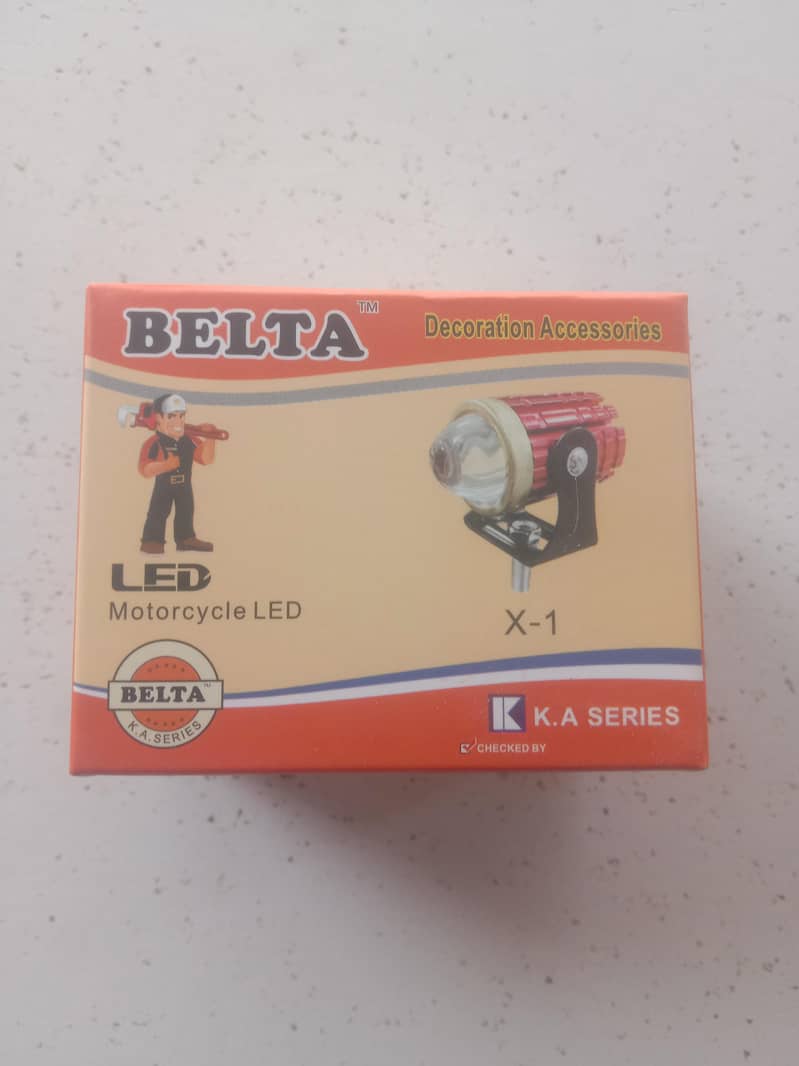 BELTA™
Decoration Accessories
LED
Motorcycle LED
X-1
BELTA™
K.A. SERIES
K K.A SERIES
CHECKED BY